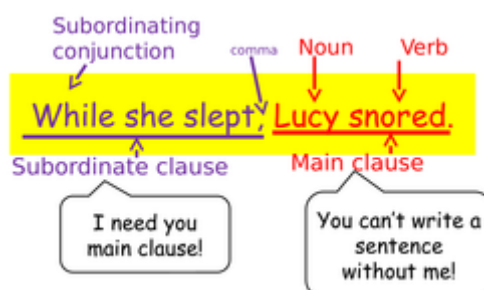 Subordinating
conjunction
comma
Noun
Verb
While she slept, Lucy snored.
Subordinate clause
Main clause
I need you
main clause!
You can't write a
sentence
without me!